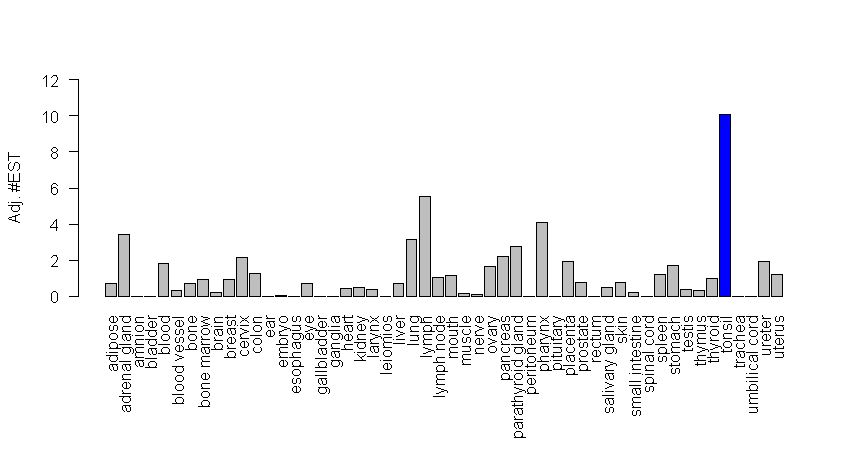 Adj. #EST
12
10
8
6
4
2
0
adipose
adrenal gland
amnion
bladder
blood
blood vessel
bone
bone marrow
brain
breast
cervix
colon
ear
embryo
esophagus
eye
gallbladder
ganglia
heart
kidney
larynx
leiomios
liver
lung
lymph
lymph node
mouth
muscle
nerve
ovary
pancreas
parathyroid gland
peritoneum
pharynx
pituitary
placenta
prostate
rectum
salivary gland
skin
small intestine
spinal cord
spleen
stomach
testis
thymus
thyroid
tonsil
trachea
umbilical cord
ureter
uterus